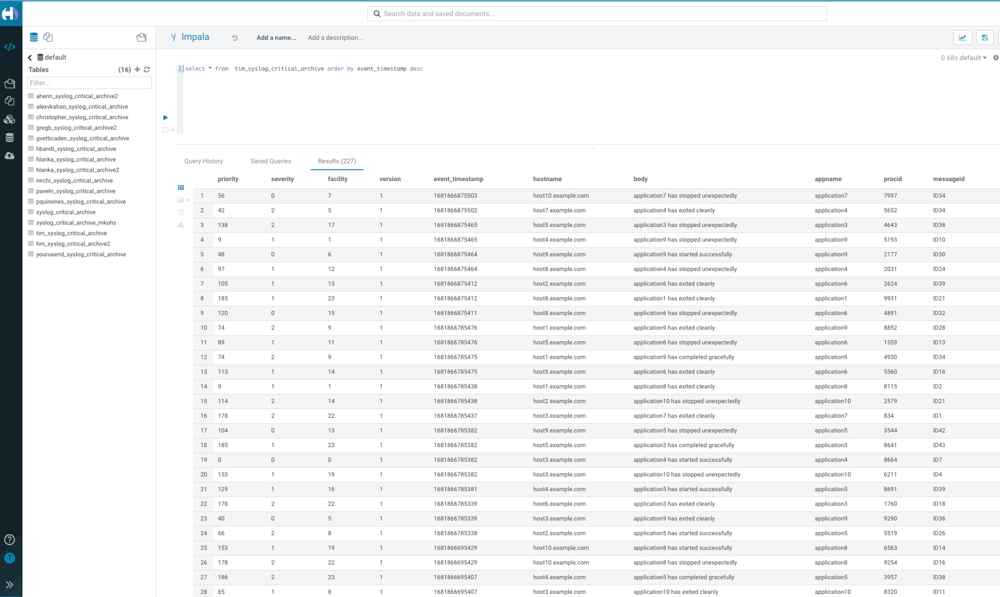 Search data and saved documents...
Impala Add a name... Add a description...
default
Tables (16)
Filter...
ahenn_syslog_critical_archive2
alexvkahan_syslog_critical_archive
christopher_syslog_critical_archive
gregb_syslog_critical_archive2
gvetticaden_syslog_critical_archive
hbandi_syslog_critical_archive
hlanka_syslog_critical_archive
hlanka_syslog_critical_archive2
nirchi_syslog_critical_archive
paveln_syslog_critical_archive
pquinones_syslog_critical_archive
syslog_critical_archive
syslog_critical_archive_mkohs
tim_syslog_critical_archive
tim_syslog_critical_archive2
youruserid_syslog_critical_archive
T
0.68s default
1 select * from tim_syslog_critical_archive order by event_timestamp desc
Query History Saved Queries Results (227)
priority severity facility version event_timestamp hostname body appname procid messageid
1 56 0 7 1 1681866875503 host10.example.com application7 has stopped unexpectedly application7 7997 ID34
2 42 2 5 1 1681866875502 host7.example.com application4 has exited cleanly application4 5652 ID34
3 138 2 17 1 1681866875465 host5.example.com application3 has stopped unexpectedly application3 4643 ID38
4 9 1 1 1 1681866875465 host4.example.com application9 has stopped unexpectedly application9 5193 ID10
5 48 0 6 1 1681866875464 host9.example.com application9 has started successfully application9 2177 ID30
6 97 1 12 1 1681866875464 host8.example.com application4 has stopped unexpectedly application4 2031 ID24
7 105 1 13 1 1681866875412 host2.example.com application6 has exited cleanly application6 2624 ID39
8 185 1 23 1 1681866875412 host8.example.com application1 has exited cleanly application1 9931 ID21
9 120 0 15 1 1681866875411 host8.example.com application6 has stopped unexpectedly application6 4891 ID32
10 74 2 9 1 1681866785476 host1.example.com application9 has exited cleanly application9 8852 ID28
11 89 1 11 1 1681866785476 host5.example.com application6 has stopped unexpectedly application6 1559 ID13
12 74 2 9 1 1681866785475 host1.example.com application9 has completed gracefully application9 4930 ID34
13 113 1 14 1 1681866785475 host5.example.com application6 has exited cleanly application6 5560 ID18
14 9 1 1 1 1681866785438 host1.example.com application8 has exited cleanly application8 8115 ID2
15 114 2 14 1 1681866785438 host2.example.com application10 has stopped unexpectedly application10 2579 ID21
16 178 2 22 1 1681866785437 host3.example.com application7 has exited cleanly application7 834 ID1
17 104 0 13 1 1681866785382 host9.example.com application5 has stopped unexpectedly application5 3544 ID42
18 185 1 23 1 1681866785382 host5.example.com application3 has completed gracefully application3 8641 ID43
19 0 0 0 1 1681866785382 host3.example.com application4 has started successfully application4 8664 ID7
20 153 1 19 1 1681866785382 host3.example.com application10 has stopped unexpectedly application10 6211 ID4
21 129 1 16 1 1681866785381 host4.example.com application5 has started successfully application5 8691 ID39
22 178 2 22 1 1681866785339 host6.example.com application3 has exited cleanly application3 1760 ID18
23 40 0 5 1 1681866785339 host3.example.com application9 has exited cleanly application9 9290 ID36
24 66 2 8 1 1681866785338 host2.example.com application5 has started successfully application5 5519 ID26
25 153 1 19 1 1681866695429 host10.example.com application8 has started successfully application8 6563 ID14
26 178 2 22 1 1681866695429 host10.example.com application8 has stopped unexpectedly application8 9254 ID16
27 186 2 23 1 1681866695407 host4.example.com application5 has completed gracefully application5 3957 ID38
28 65 1 8 1 1681866695407 host3.example.com application10 has exited cleanly application10 8320 ID11